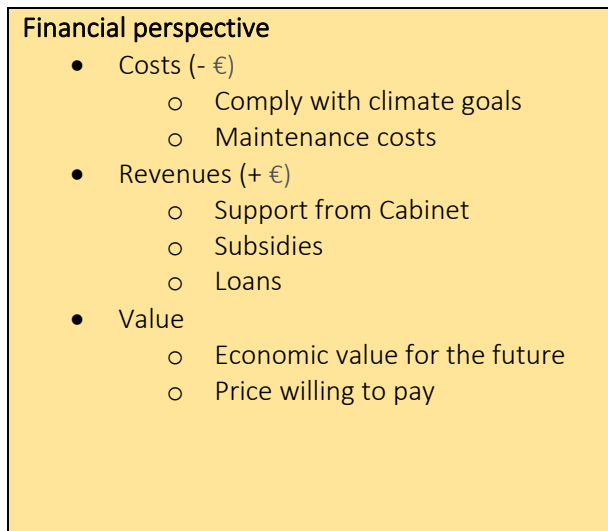 Financial perspective
• Costs (- €)
o Comply with climate goals
o Maintenance costs
• Revenues (+ €)
o Support from Cabinet
o Subsidies
o Loans
• Value
o Economic value for the future
o Price willing to pay